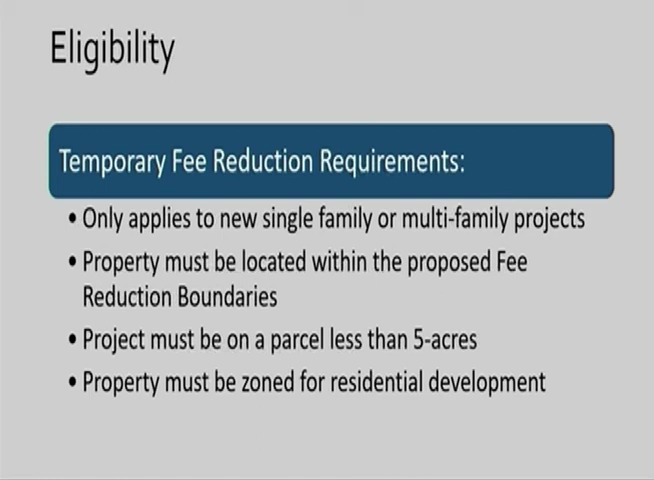 Eligibility
Temporary Fee Reduction Requirements:
• Only applies to new single family or multi-family projects
• Property must be located within the proposed Fee
Reduction Boundaries
• Project must be on a parcel less than 5-acres
• Property must be zoned for residential development